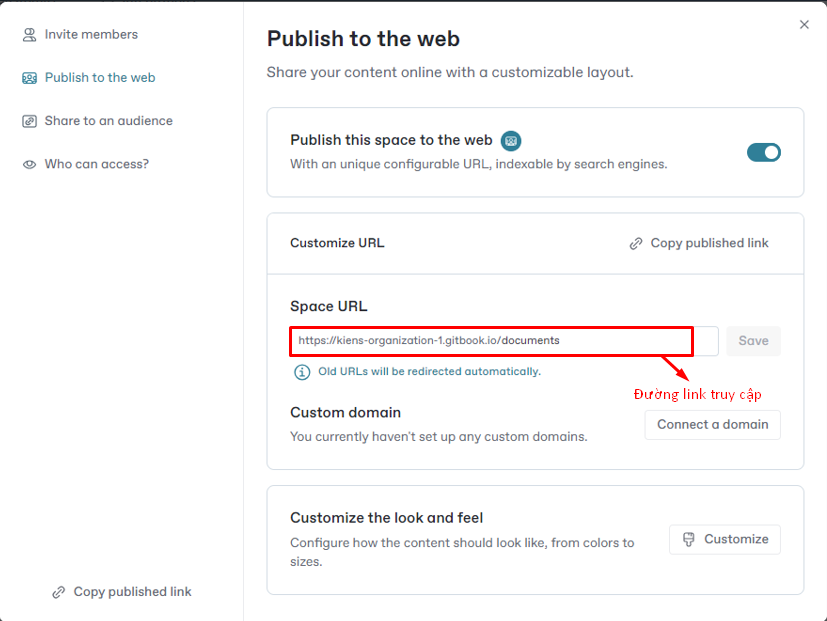 Invite members
Publish to the web
Share to an audience
Who can access?
Copy published link
Publish to the web
Share your content online with a customizable layout.
Publish this space to the web
With an unique configurable URL, indexable by search engines.
Customize URL
Copy published link
Space URL
https://kiens-organization-1.gitbook.io/documents
Save
Old URLs will be redirected automatically.
Đường link truy cập
Custom domain
You currently haven't set up any custom domains.
Connect a domain
Customize the look and feel
Configure how the content should look like, from colors to
sizes.
Customize